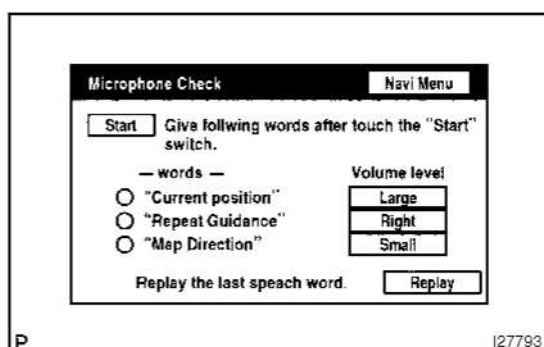 Microphone Check Navi Menu
Start Give follwing words after touch the "Start"
switch.
— words — Volume level
"Current position" Large
"Repeat Guidance" Right
"Map Direction" Small
Replay the last speach word. Replay
P I27793